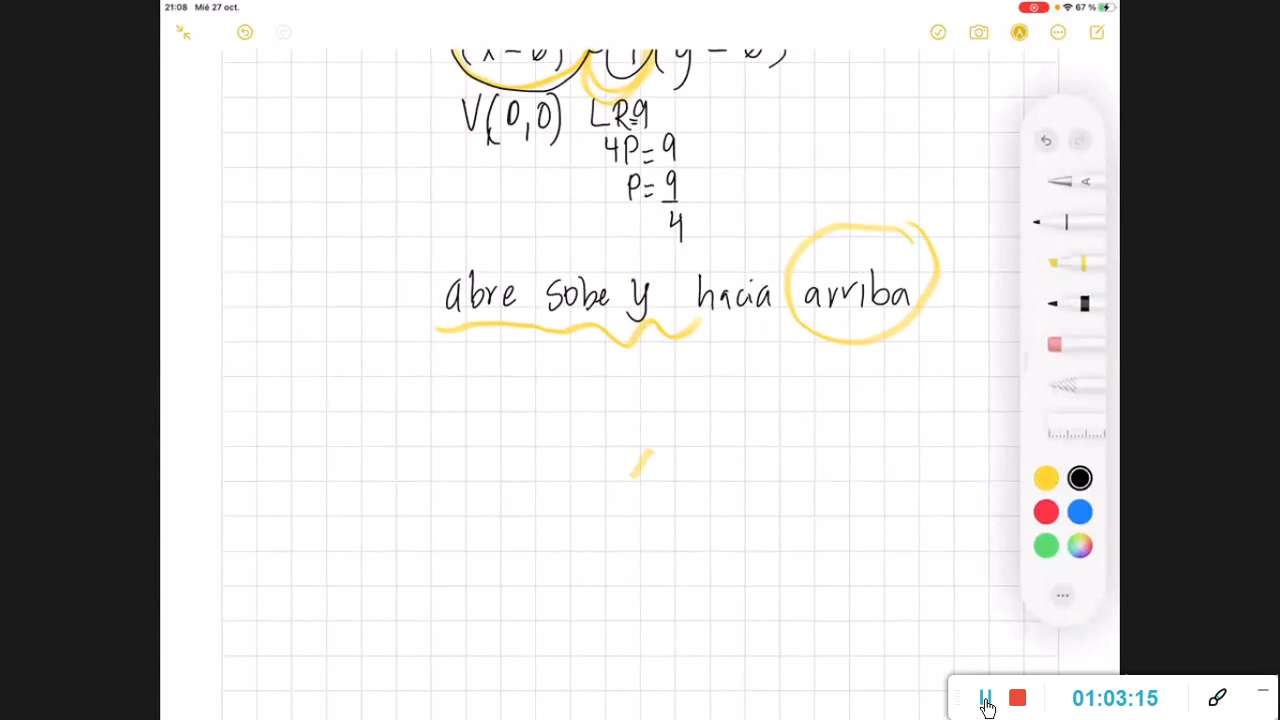 21:08 Mié 27 oct.
67 %
V(0,0) LR=9
4P=9
P=9
4
abre sobe y hacia arriba
A
01:03:15